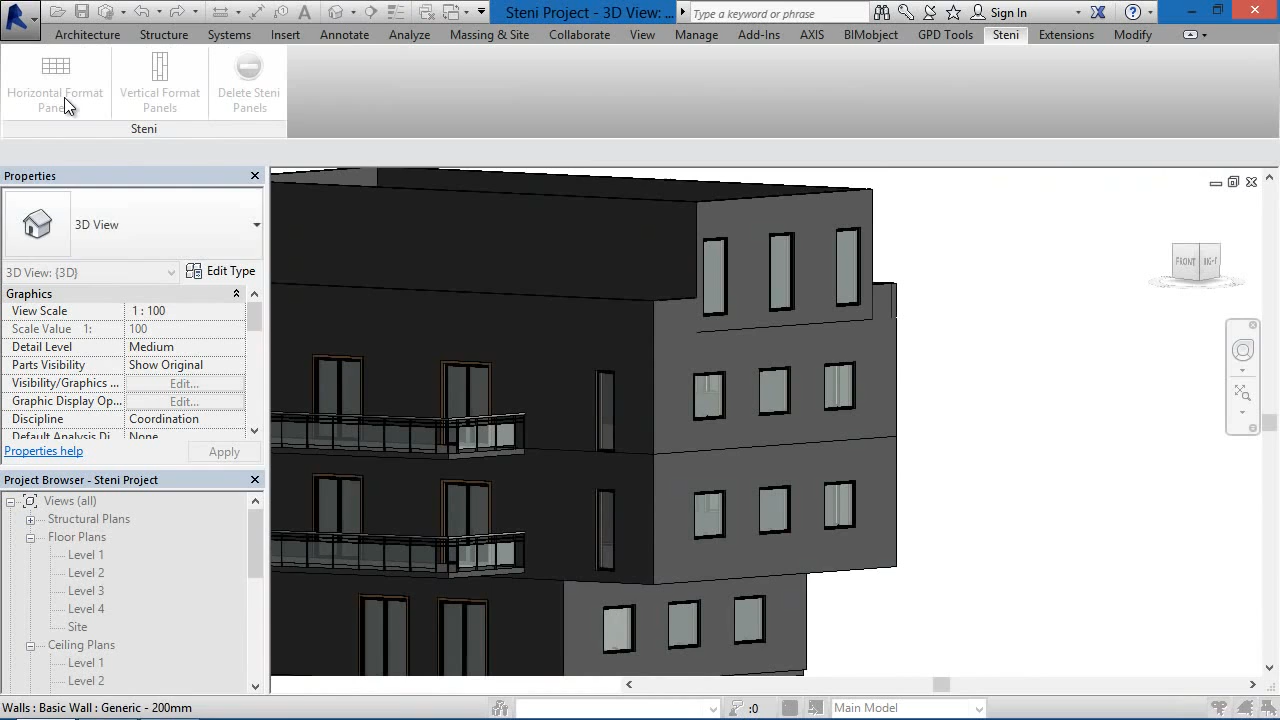 Steni Project - 3D View: ...
Type a keyword or phrase
Sign In
Architecture Structure Systems Insert Annotate Analyze Massing & Site Collaborate View Manage Add-Ins AXIS BIMobject GPD Tools Steni Extensions Modify
Horizontal Format Vertical Format Delete Steni
Panels Panels
Steni
Properties
3D View
3D View: {3D} Edit Type
Graphics
View Scale 1 : 100
Scale Value 1: 100
Detail Level Medium
Parts Visibility Show Original
Visibility/Graphics ... Edit...
Graphic Display Op... Edit...
Discipline Coordination
Default Analysis Di... None
Properties help Apply
Project Browser - Steni Project
Views (all)
Structural Plans
Floor Plans
Level 1
Level 2
Level 3
Level 4
Site
Ceiling Plans
Level 1
Level 2
FRONT
Walls : Basic Wall : Generic - 200mm :0 Main Model